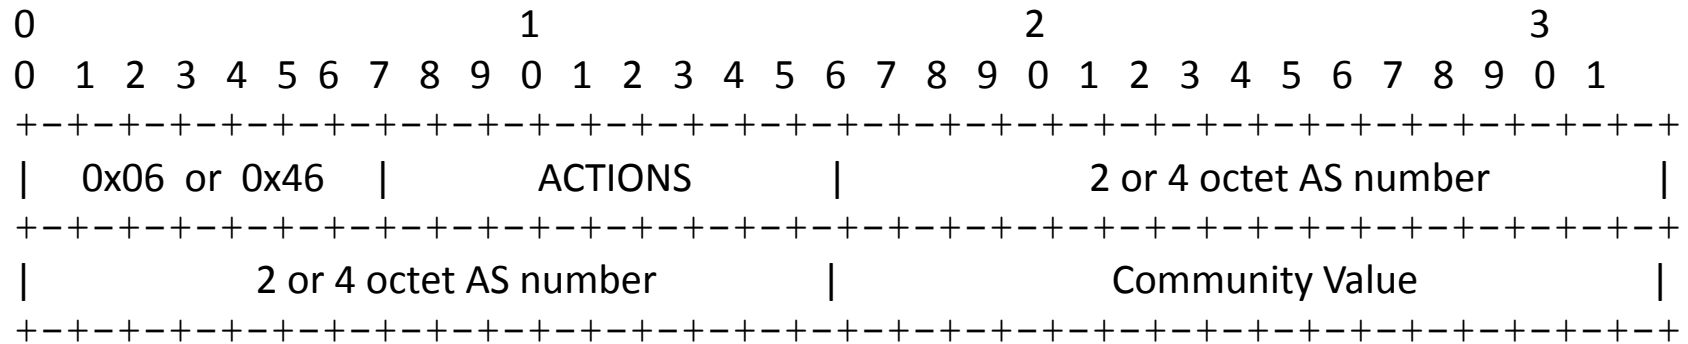 0 1 2 3
0 1 2 3 4 5 6 7 8 9 0 1 2 3 4 5 6 7 8 9 0 1 2 3 4 5 6 7 8 9 0 1
+-+-+-+-+-+-+-+-+-+-+-+-+-+-+-+-+-+-+-+-+-+-+-+-+-+-+-+-+-+-+-+-+
| 0x06 or 0x46 | ACTIONS | 2 or 4 octet AS number |
+-+-+-+-+-+-+-+-+-+-+-+-+-+-+-+-+-+-+-+-+-+-+-+-+-+-+-+-+-+-+-+-+
| 2 or 4 octet AS number | Community Value |
+-+-+-+-+-+-+-+-+-+-+-+-+-+-+-+-+-+-+-+-+-+-+-+-+-+-+-+-+-+-+-+-+